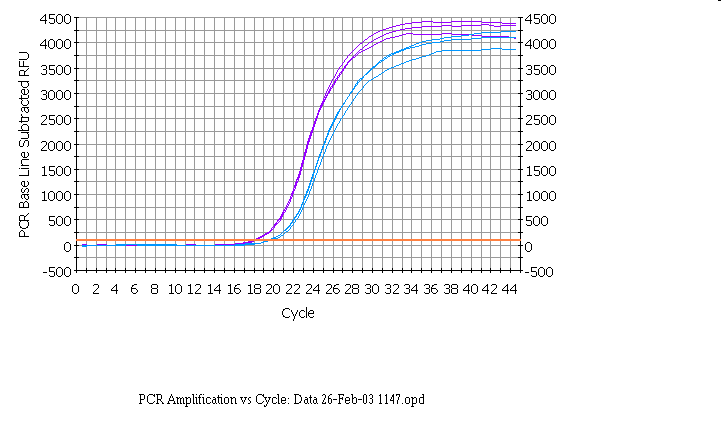 4500 4500
4000 4000
3500 3500
3000 3000
2500 2500
2000 2000
1500 1500
1000 1000
500 500
0 0
-500 -500
PCR Base Line Subtracted RFU
0 2 4 6 8 10 12 14 16 18 20 22 24 26 28 30 32 34 36 38 40 42 44
Cycle
PCR Amplification vs Cycle: Data 26-Feb-03 1147.opd